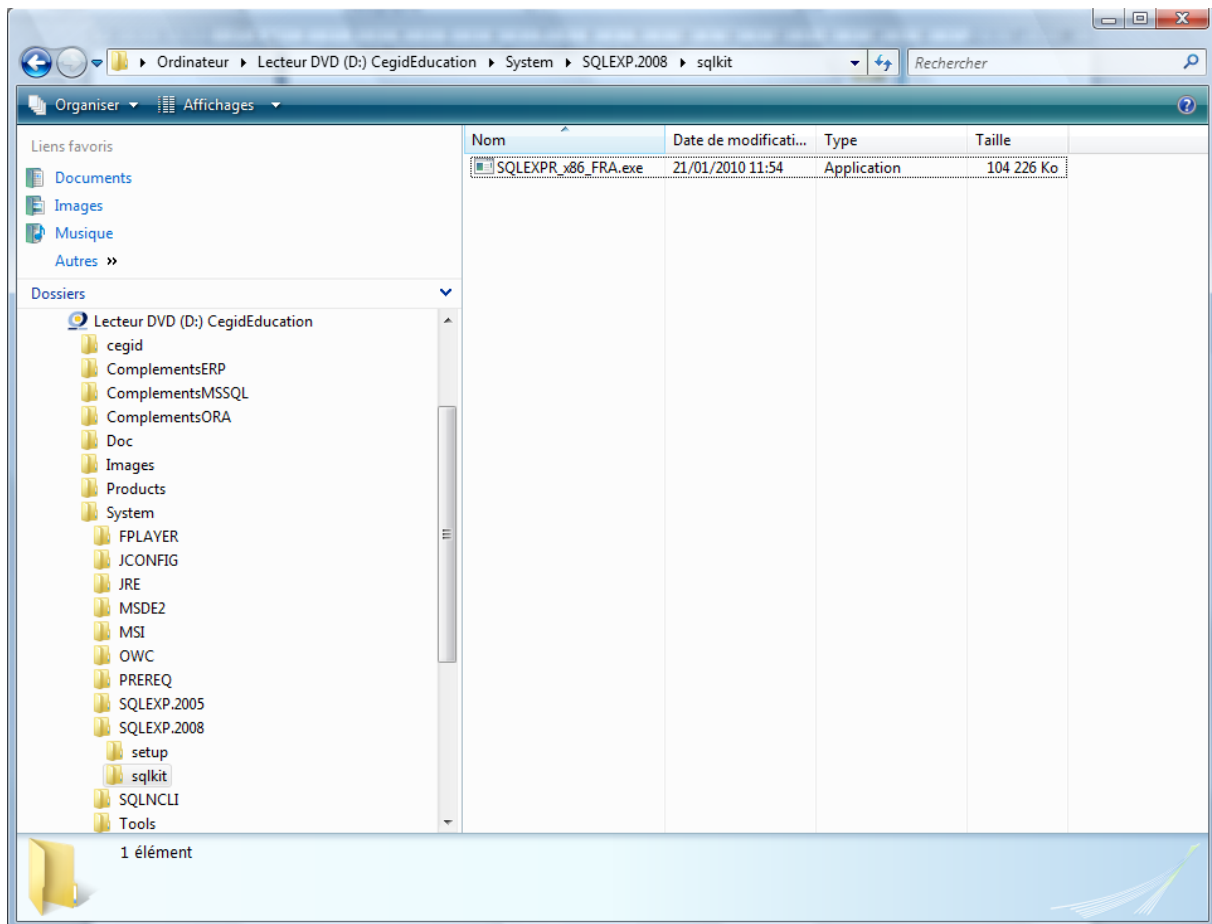 Ordinateur ▸ Lecteur DVD (D:) CegidEducation ▸ System ▸ SQLEXP.2008 ▸ sqlkit
Rechercher
Organiser Affichages
Liens favoris
Documents
Images
Musique
Autres »
Dossiers
Lecteur DVD (D:) CegidEducation
cegid
ComplementsERP
ComplementsMSSQL
ComplementsORA
Doc
Images
Products
System
FPLAYER
JCONFIG
JRE
MSDE2
MSI
OWC
PREREQ
SQLEXP.2005
SQLEXP.2008
setup
sqlkit
SQLNCLI
Tools
Nom Date de modificati... Type Taille
SQLEXPR_x86_FRA.exe 21/01/2010 11:54 Application 104 226 Ko
1 élément